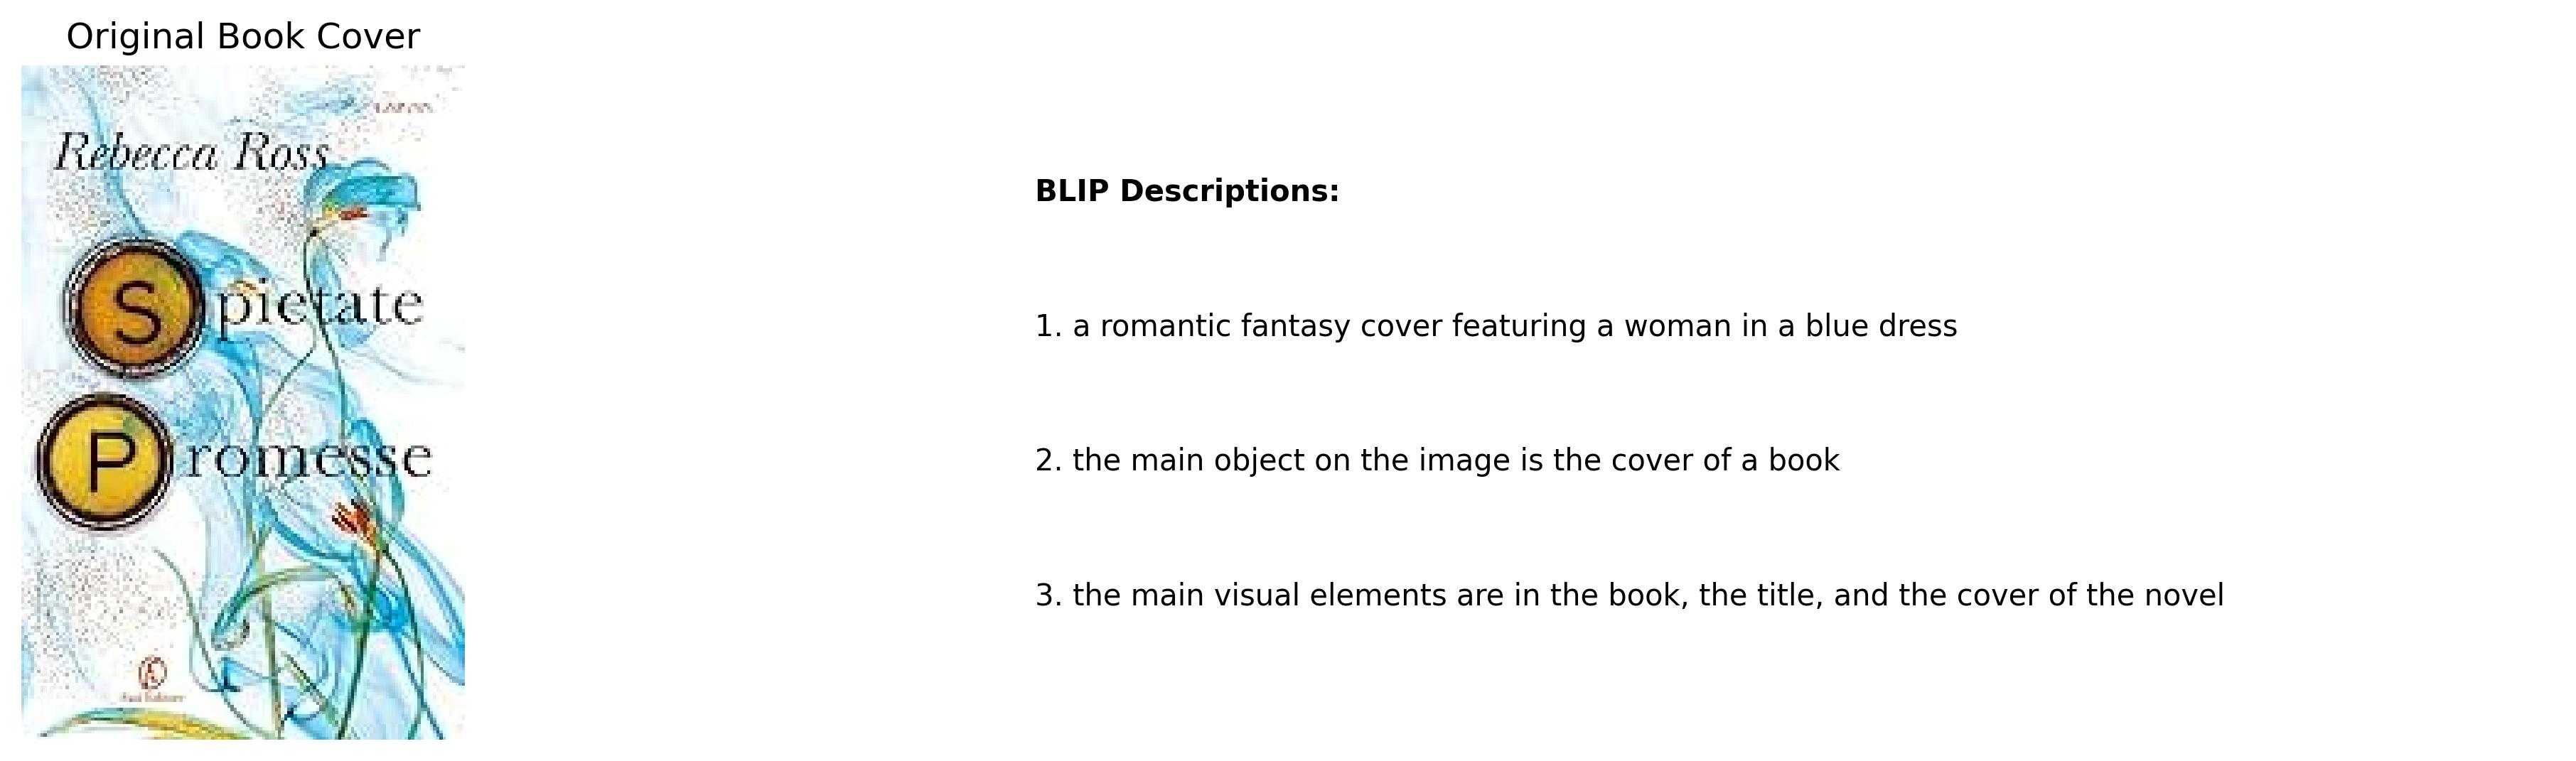 Original Book Cover
Rebecca Ross
Spietate
Promesse
Fazi Editore
BLIP Descriptions:
1. a romantic fantasy cover featuring a woman in a blue dress
2. the main object on the image is the cover of a book
3. the main visual elements are in the book, the title, and the cover of the novel